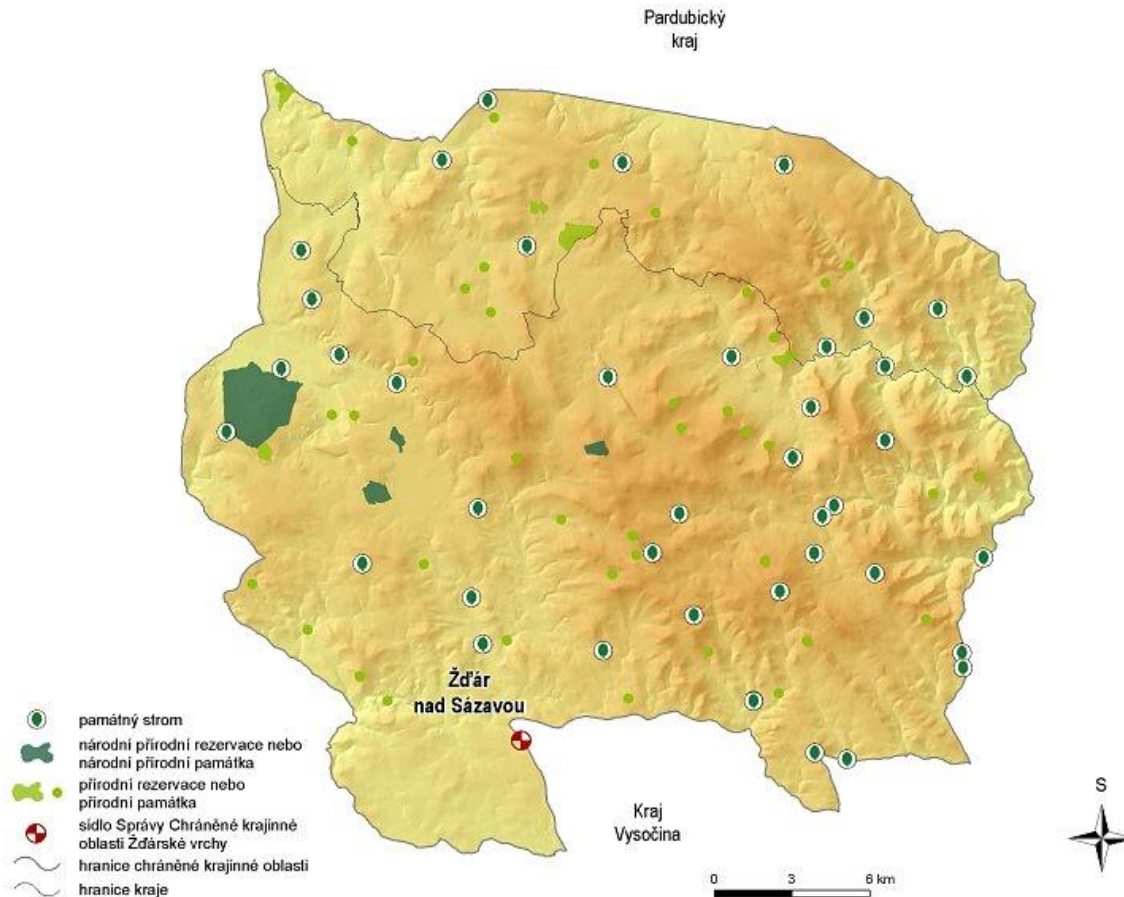 Pardubický
kraj
Žďár
nad Sázavou
památný strom
národní přírodní rezervace nebo
národní přírodní památka
přírodní rezervace nebo
přírodní památka
sídlo Správy Chráněné krajinné
oblasti Žďárské vrchy
hranice chráněné krajinné oblasti
hranice kraje
Kraj
Vysočina
S
0 3 6 km